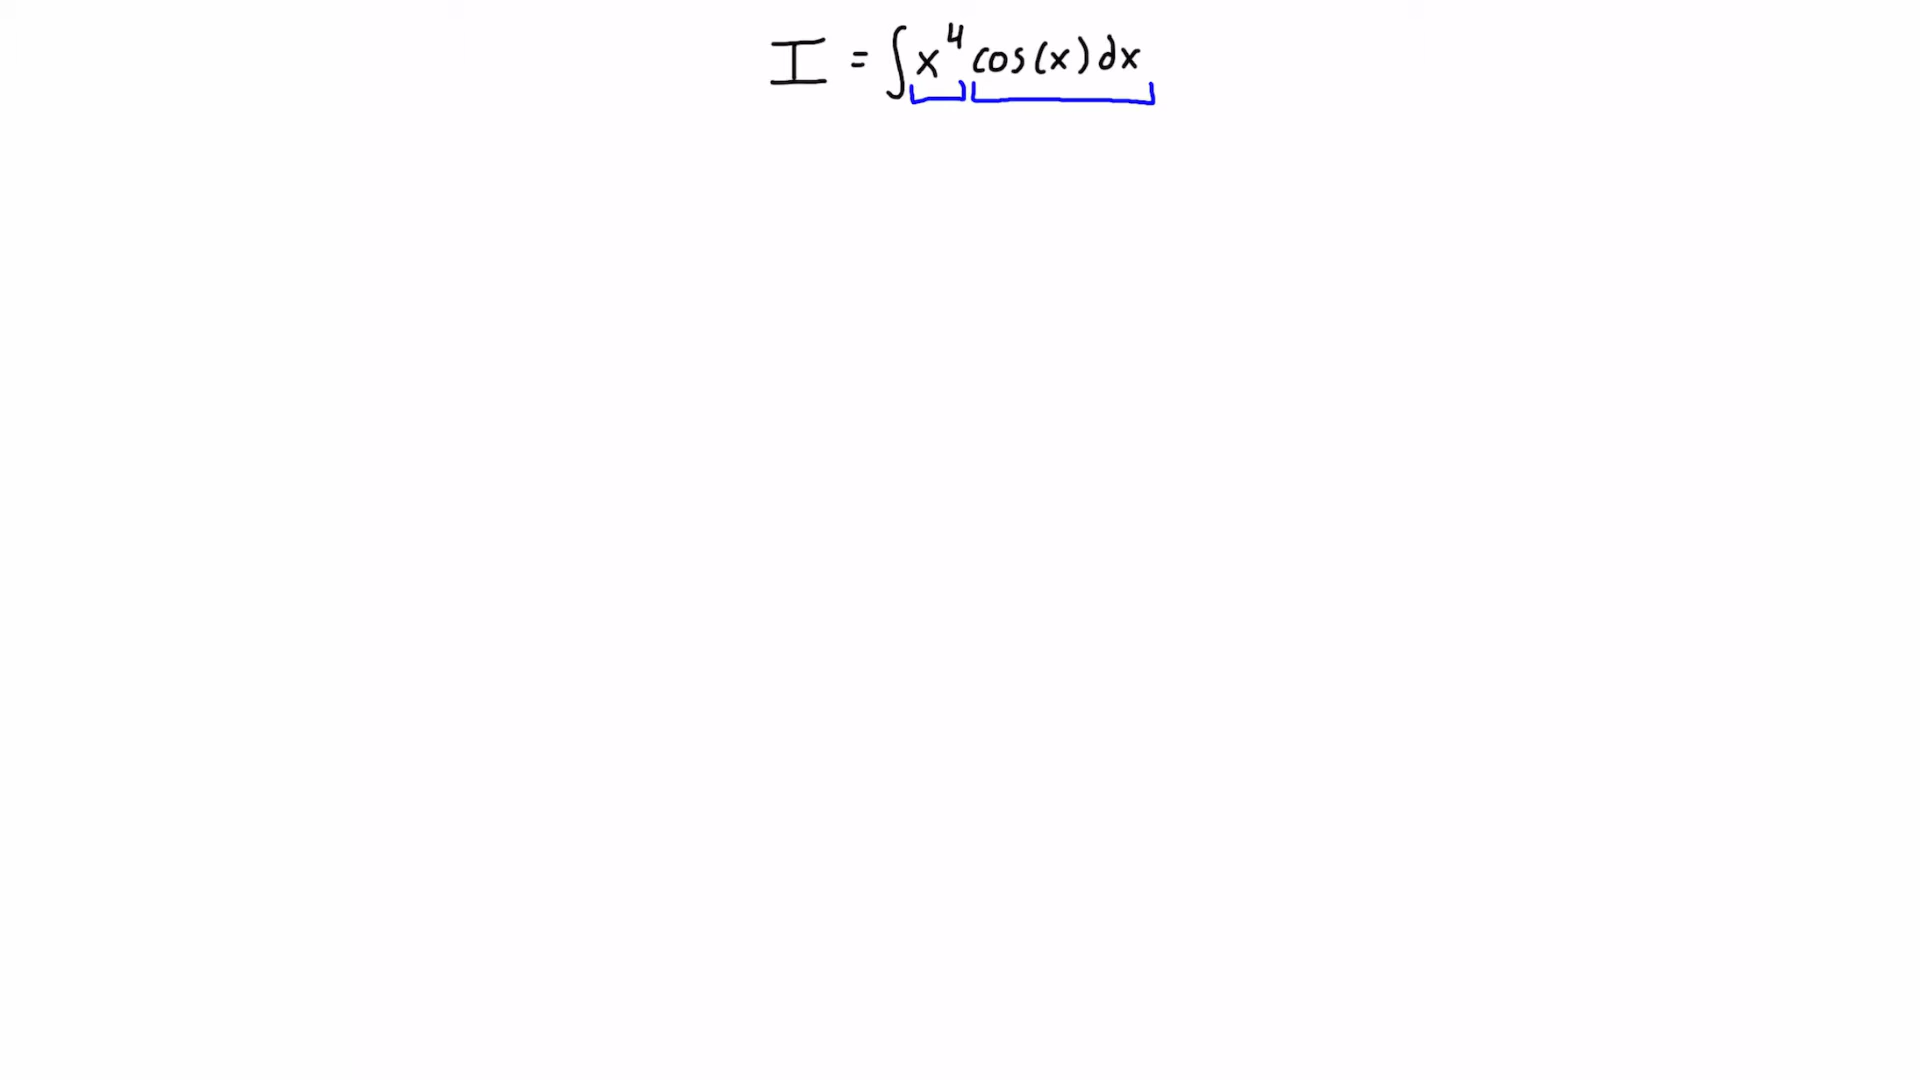 I = ∫x⁴cos(x)dx